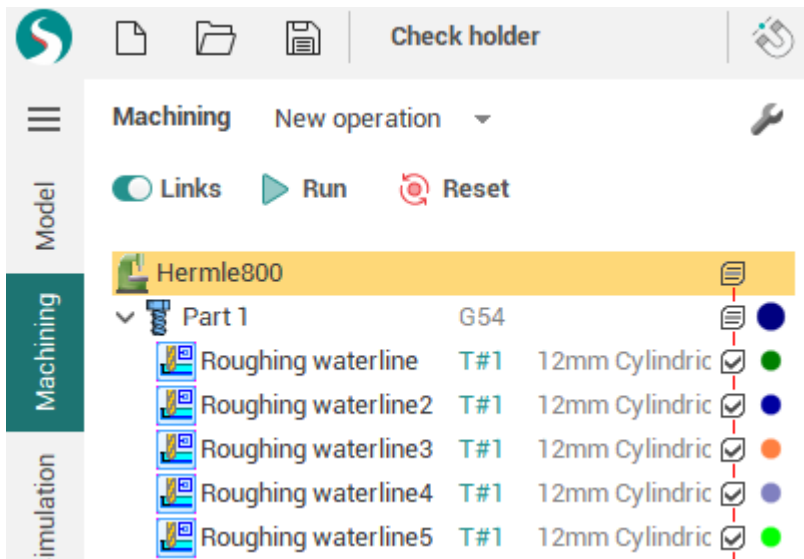 Check holder
Machining New operation
Links Run Reset
Model
Machining
imulation
Hermle800
Part 1 G54
Roughing waterline T#1 12mm Cylindric
Roughing waterline2 T#1 12mm Cylindric
Roughing waterline3 T#1 12mm Cylindric
Roughing waterline4 T#1 12mm Cylindric
Roughing waterline5 T#1 12mm Cylindric